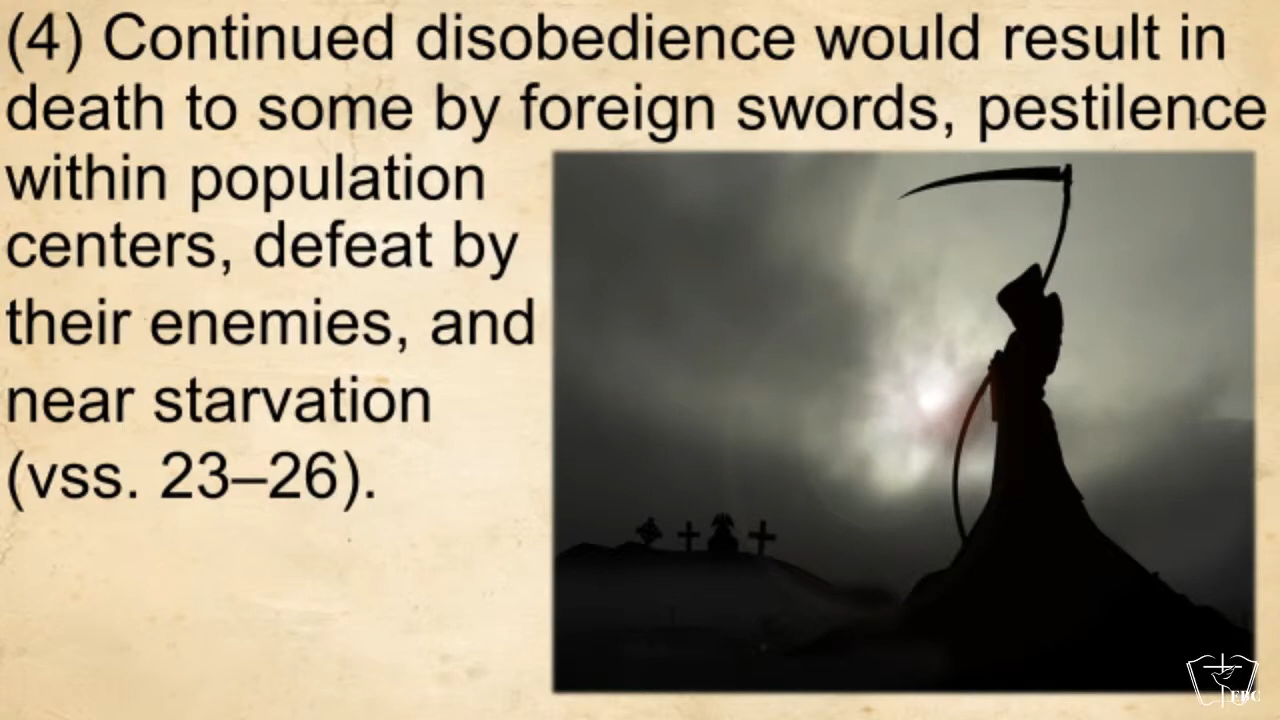 (4) Continued disobedience would result in
death to some by foreign swords, pestilence
within population
centers, defeat by
their enemies, and
near starvation
(vss. 23–26).
FBC